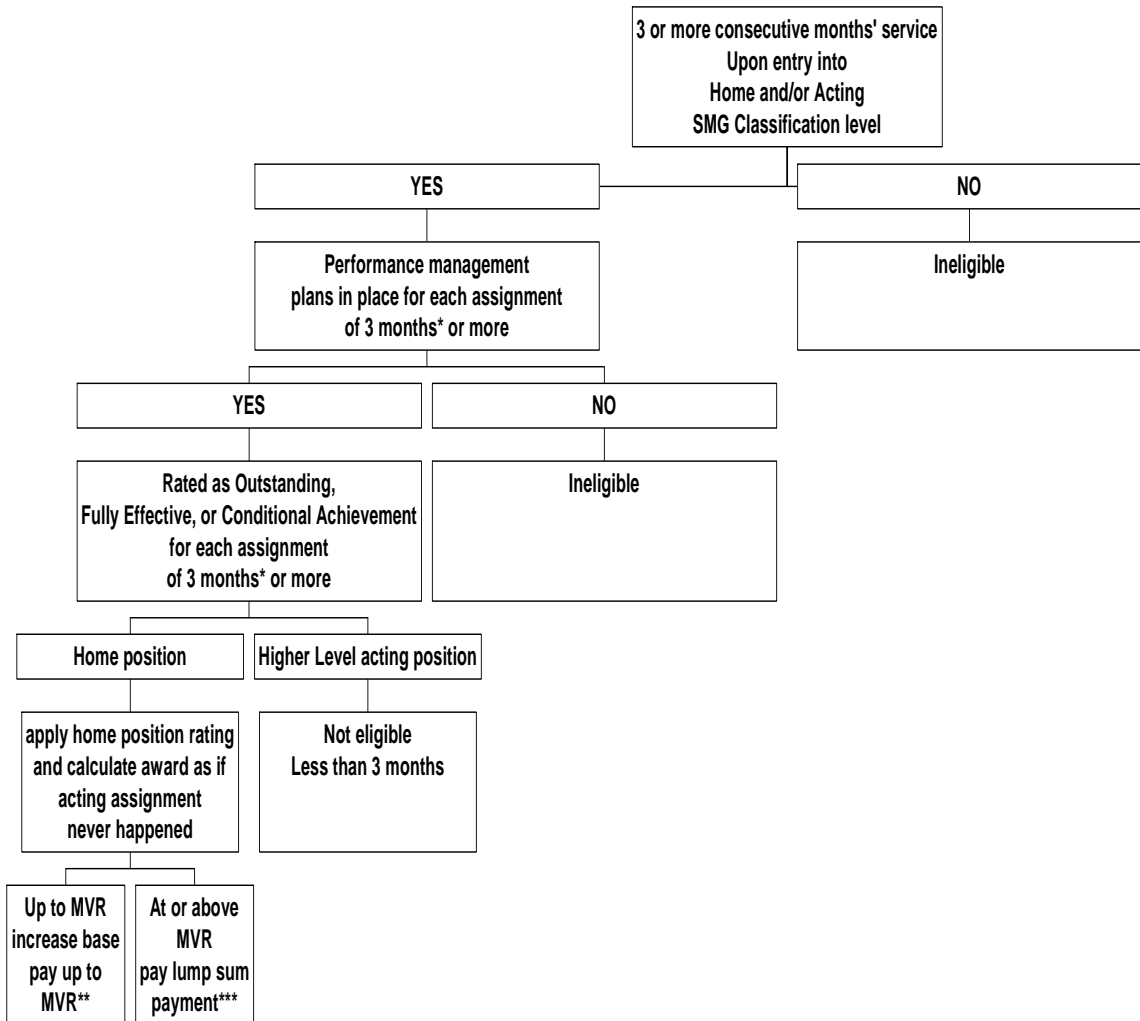 3 or more consecutive months' service
Upon entry into
Home and/or Acting
SMG Classification level
YES
NO
Performance management
plans in place for each assignment
of 3 months* or more
Ineligible
YES
NO
Rated as Outstanding,
Fully Effective, or Conditional Achievement
for each assignment
of 3 months* or more
Ineligible
Home position
Higher Level acting position
apply home position rating
and calculate award as if
acting assignment
never happened
Not eligible
Less than 3 months
Up to MVR
increase base
pay up to
MVR**
At or above
MVR
pay lump sum
payment***